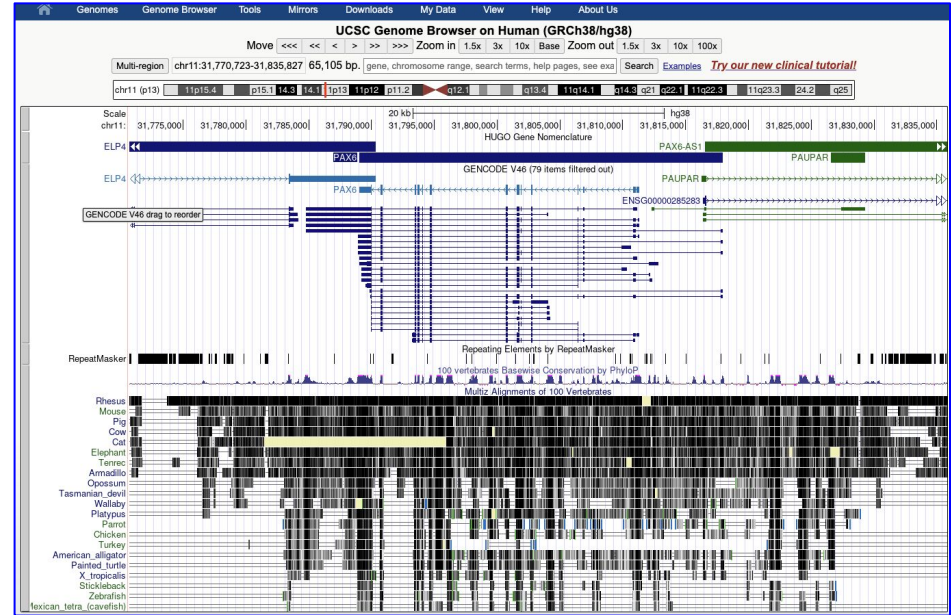 Genomes Genome Browser Tools Mirrors Downloads My Data View Help About Us
UCSC Genome Browser on Human (GRCh38/hg38)
Move <<< << < > >> >>> Zoom in 1.5x 3x 10x Base Zoom out 1.5x 3x 10x 100x
Multi-region chr11:31,770,723-31,835,827 65,105 bp. gene, chromosome range, search terms, help pages, see exa Search Examples Try our new clinical tutorial!
chr11 (p13) 11p15.4 p15.1 14.3 14.1 1p13 11p12 p11.2 q12.1 q13.4 11q14.1 q14.3 q21 q22.1 11q22.3 11q23.3 24.2 q25
Scale 20 kb hg38
chr11: 31,775,000 31,780,000 31,785,000 31,790,000 31,795,000 31,800,000 31,805,000 31,810,000 31,815,000 31,820,000 31,825,000 31,830,000 31,835,000
HUGO Gene Nomenclature
ELP4 PAX6-AS1
PAX6 PAUPAR
GENCODE V46 (79 items filtered out)
ELP4 PAUPAR
PAX6
ENSG00000285283
GENCODE V46 drag to reorder
Repeating Elements by RepeatMasker
RepeatMasker
100 vertebrates Basewise Conservation by PhyloP
Multiz Alignments of 100 Vertebrates
Rhesus
Mouse
Pig
Cow
Cat
Elephant
Tenrec
Armadillo
Opossum
Tasmanian_devil
Wallaby
Platypus
Parrot
Chicken
Turkey
American_alligator
Painted_turtle
X_tropicalis
Stickleback
Zebrafish
Mexican_tetra_(cavefish)